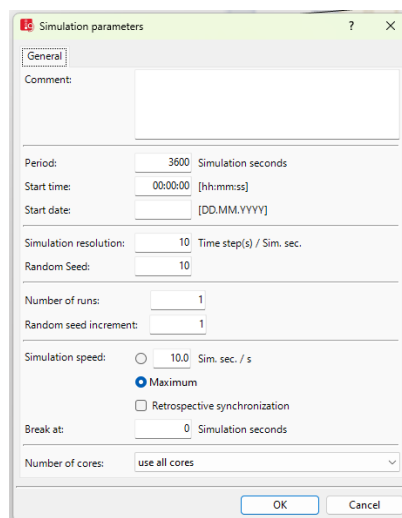 Simulation parameters ? ×
General
Comment:
Period: 3600 Simulation seconds
Start time: 00:00:00 [hh:mm:ss]
Start date: [DD.MM.YYYY]
Simulation resolution: 10 Time step(s) / Sim. sec.
Random Seed: 10
Number of runs: 1
Random seed increment: 1
Simulation speed: 10.0 Sim. sec. / s
Maximum
Retrospective synchronization
Break at: 0 Simulation seconds
Number of cores: use all cores
OK Cancel